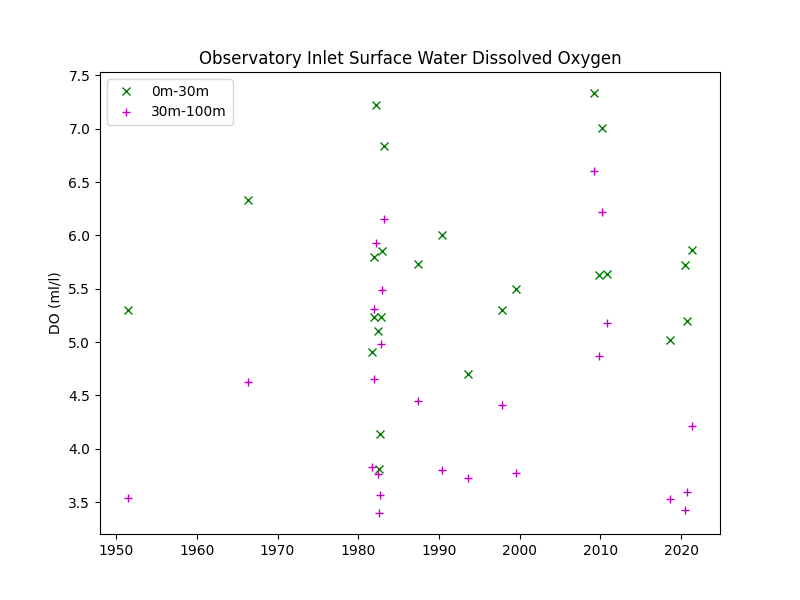 Observatory Inlet Surface Water Dissolved Oxygen
0m-30m
30m-100m
DO (ml/l)
7.5
7.0
6.5
6.0
5.5
5.0
4.5
4.0
3.5
1950 1960 1970 1980 1990 2000 2010 2020